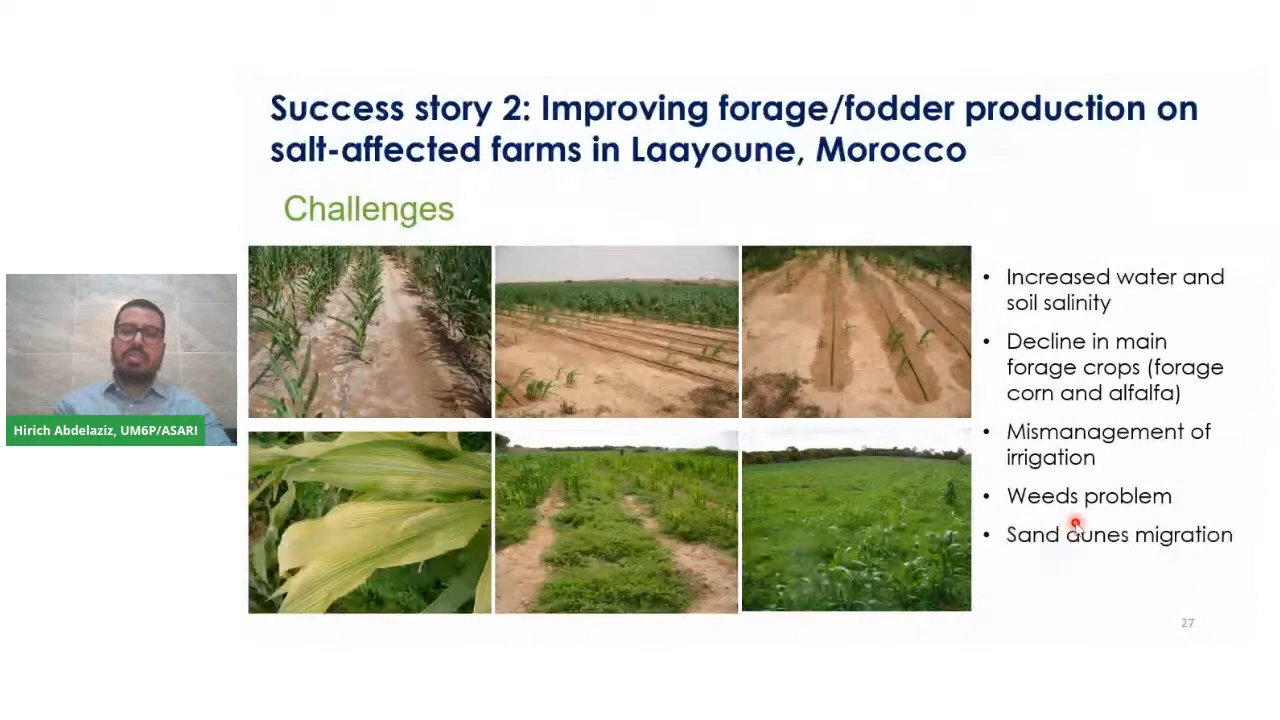 Success story 2: Improving forage/fodder production on
salt-affected farms in Laayoune, Morocco
Challenges
Hirich Abdelaziz, UM6P/ASARI
• Increased water and
soil salinity
• Decline in main
forage crops (forage
corn and alfalfa)
• Mismanagement of
irrigation
• Weeds problem
• Sand dunes migration
27